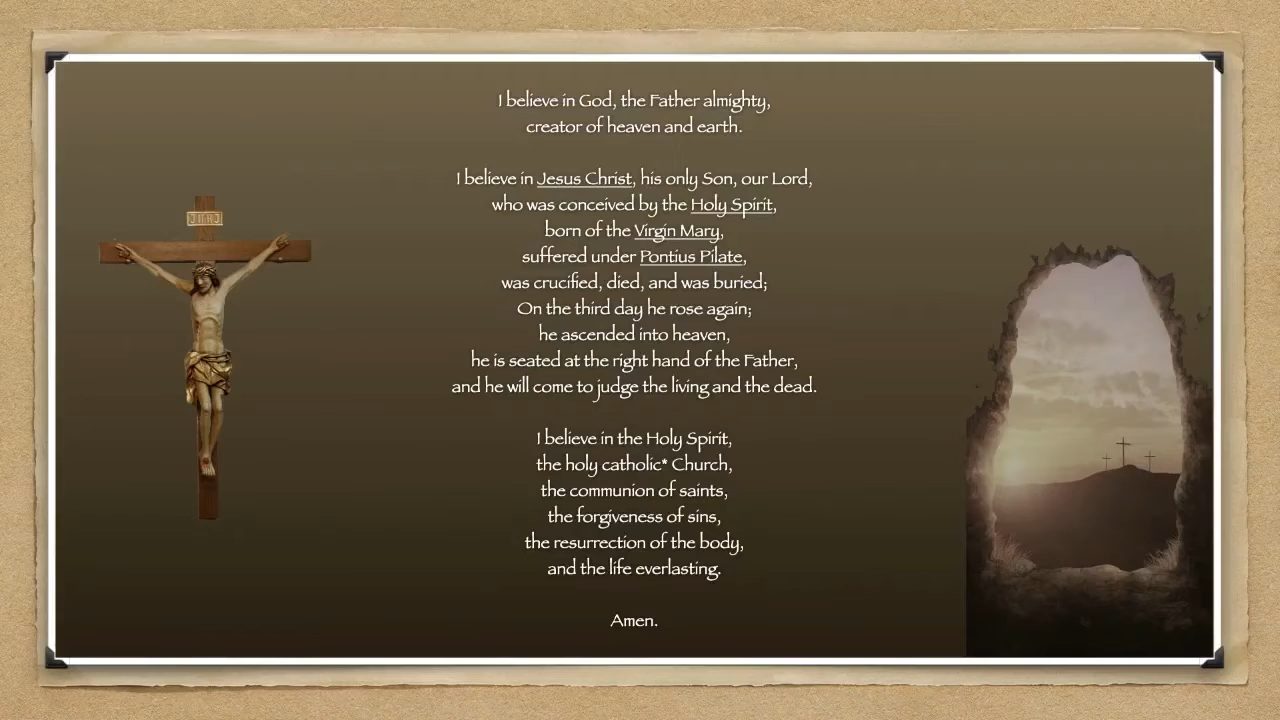 I believe in God, the Father almighty,
creator of heaven and earth.
I believe in Jesus Christ, his only Son, our Lord,
who was conceived by the Holy Spirit,
born of the Virgin Mary,
suffered under Pontius Pilate,
was crucified, died, and was buried;
On the third day he rose again;
he ascended into heaven,
he is seated at the right hand of the Father,
and he will come to judge the living and the dead.
I believe in the Holy Spirit,
the holy catholic* Church,
the communion of saints,
the forgiveness of sins,
the resurrection of the body,
and the life everlasting.
Amen.